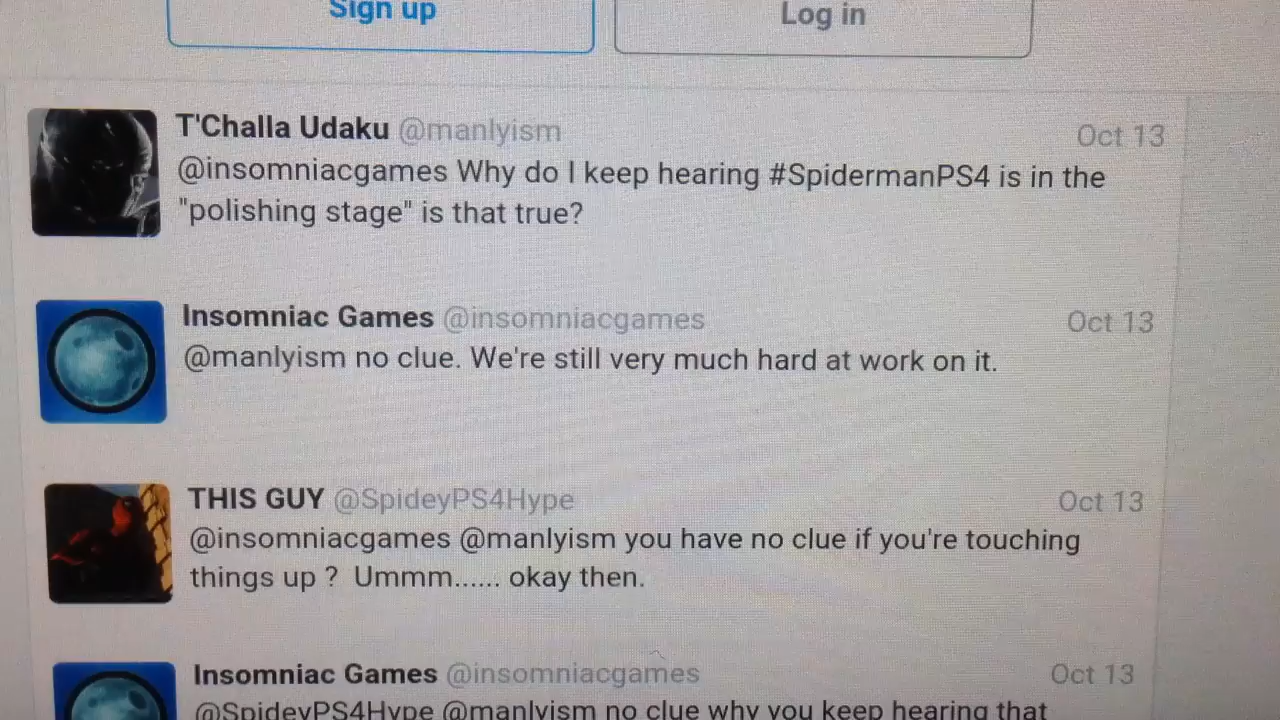 Sign up
Log in
T'Challa Udaku @manlyism
Oct 13
@insomniacgames Why do I keep hearing #SpidermanPS4 is in the
"polishing stage" is that true?
Insomniac Games @insomniacgames
Oct 13
@manlyism no clue. We're still very much hard at work on it.
THIS GUY @SpideyPS4Hype
Oct 13
@insomniacgames @manlyism you have no clue if you're touching
things up ? Ummm...... okay then.
Insomniac Games @insomniacgames
Oct 13
@SpideyPS4Hype @manlyism no clue why you keep hearing that